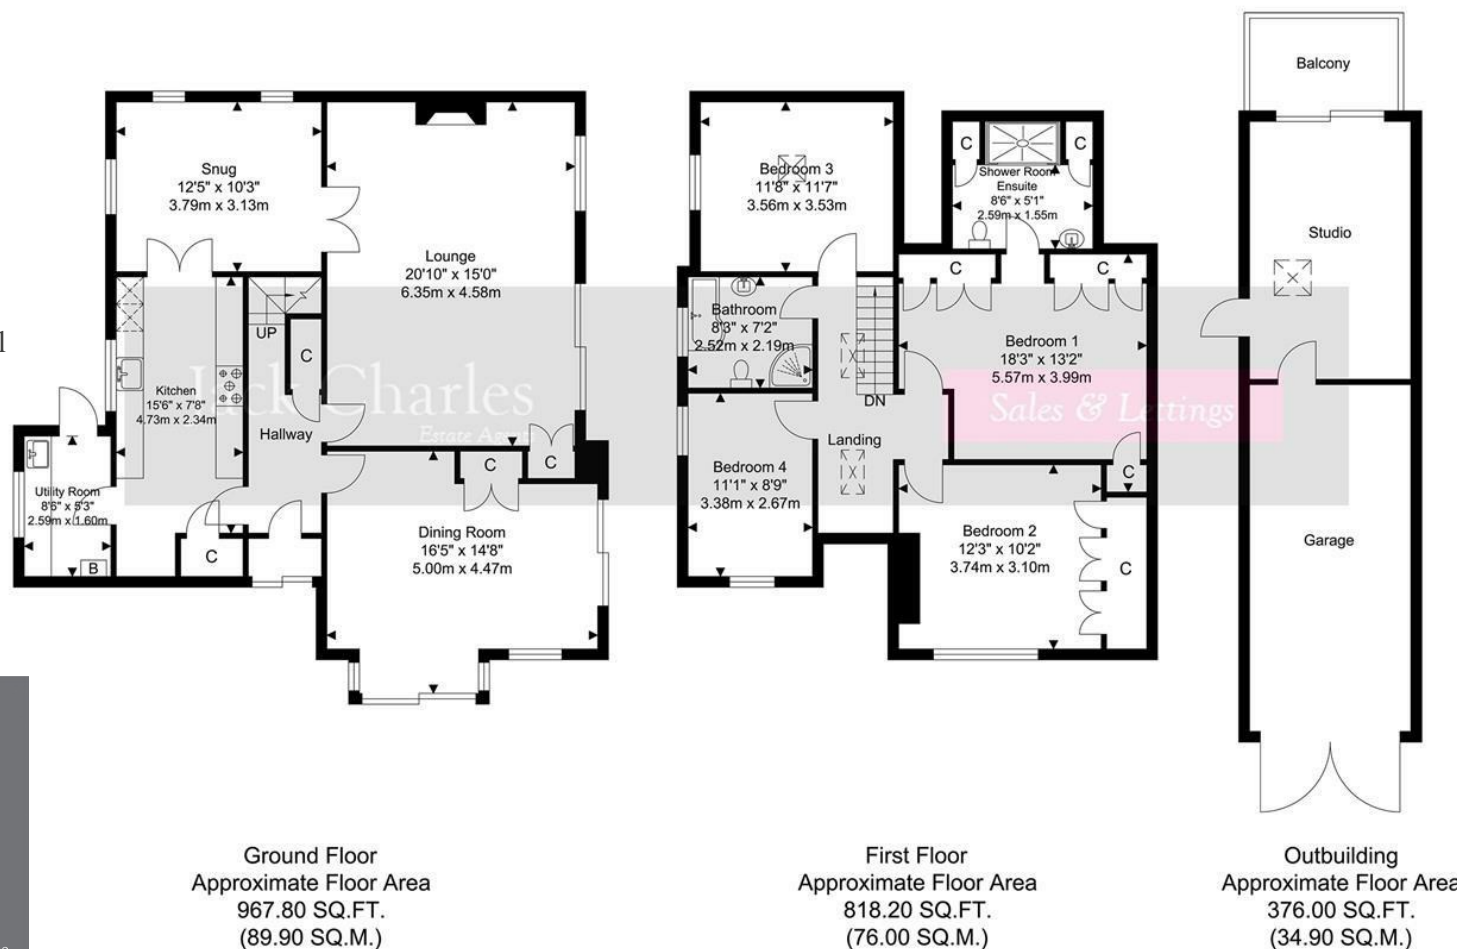 Snug
12'5" x 10'3"
3.79m x 3.13m
Lounge
20'10" x 15'0"
6.35m x 4.58m
UP
C
Kitchen
15'6" x 7'8"
4.73m x 2.34m
Hallway
Utility Room
8'6" x 5'3"
2.59m x 1.60m
B
C
C
C
Dining Room
16'5" x 14'8"
5.00m x 4.47m
Jack Charles
Estate Agents
Sales & Lettings
Bedroom 3
11'8" x 11'7"
3.56m x 3.53m
C
C
Shower Room
Ensuite
8'6" x 5'1"
2.59m x 1.55m
C
C
Bathroom
8'3" x 7'2"
2.52m x 2.19m
Bedroom 1
18'3" x 13'2"
5.57m x 3.99m
DN
Landing
Bedroom 4
11'1" x 8'9"
3.38m x 2.67m
C
Bedroom 2
12'3" x 10'2"
3.74m x 3.10m
C
Balcony
Studio
Garage
Ground Floor
Approximate Floor Area
967.80 SQ.FT.
(89.90 SQ.M.)
First Floor
Approximate Floor Area
818.20 SQ.FT.
(76.00 SQ.M.)
Outbuilding
Approximate Floor Area
376.00 SQ.FT.
(34.90 SQ.M.)